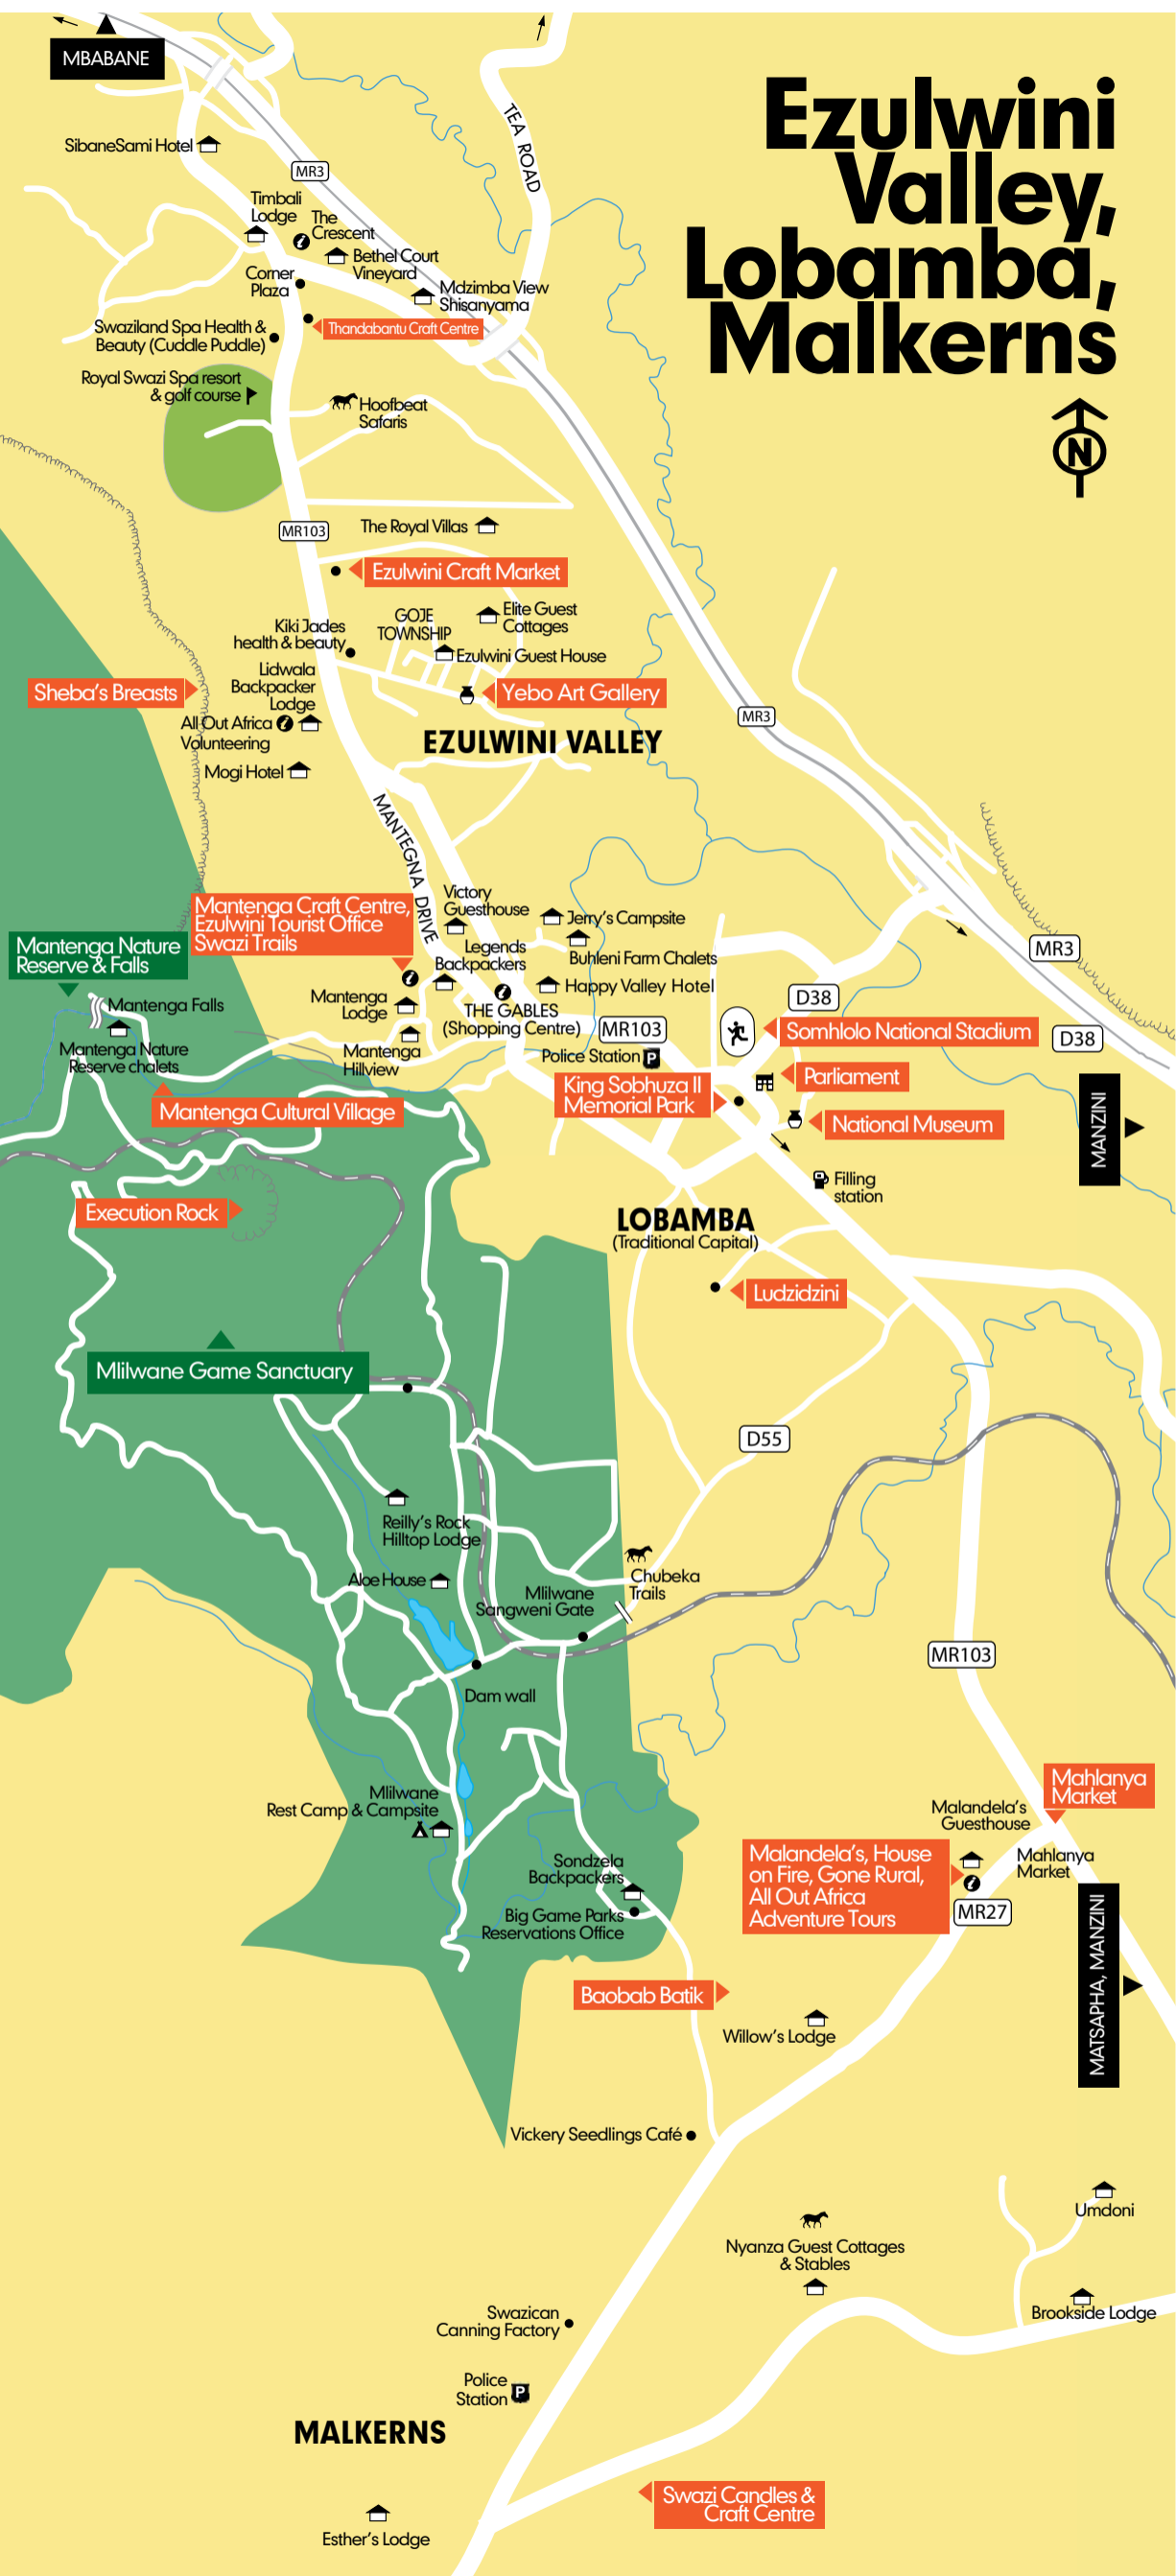 MBABANE
Ezulwini
Valley,
Lobamba,
Malkerns
N
TEA ROAD
SibaneSami Hotel
MR3
Timbali
Lodge
The
Crescent
Bethel Court
Vineyard
Corner
Plaza
Mdzimba View
Shisanyama
Thandabantu Craft Centre
Swaziland Spa Health &
Beauty (Cuddle Puddle)
Royal Swazi Spa resort
& golf course
Hoofbeat
Safaris
MR103
The Royal Villas
Ezulwini Craft Market
Elite Guest
Cottages
GOJE
TOWNSHIP
Kiki Jades
health & beauty
Ezulwini Guest House
Lidwala
Backpacker
Lodge
Sheba's Breasts
Yebo Art Gallery
All Out Africa
Volunteering
MR3
EZULWINI VALLEY
Mogi Hotel
MANTEGNA DRIVE
Victory
Guesthouse
Mantenga Craft Centre,
Ezulwini Tourist Office
Swazi Trails
Jerry's Campsite
Mantenga Nature
Reserve & Falls
Legends
Backpackers
Buhleni Farm Chalets
MR3
Happy Valley Hotel
Mantenga Falls
Mantenga
Lodge
THE GABLES
(Shopping Centre)
D38
MR103
Somhlolo National Stadium
D38
Mantenga Nature
Reserve chalets
Mantenga
Hillview
Police Station
P
Parliament
King Sobhuza II
Memorial Park
Mantenga Cultural Village
National Museum
MANZINI
Filling
station
Execution Rock
LOBAMBA
(Traditional Capital)
Ludzidzini
Mlilwane Game Sanctuary
D55
Reilly's Rock
Hilltop Lodge
Aloe House
Chubeka
Trails
Mlilwane
Sangweni Gate
MR103
Dam wall
Mahlanya
Market
Mlilwane
Rest Camp & Campsite
Malandela's
Guesthouse
Malandela's, House
on Fire, Gone Rural,
All Out Africa
Adventure Tours
Mahlanya
Market
Sondzela
Backpackers
MR27
Big Game Parks
Reservations Office
MATSAPHA, MANZINI
Baobab Batik
Willow's Lodge
Vickery Seedlings Café
Umdoni
Nyanza Guest Cottages
& Stables
Brookside Lodge
Swazican
Canning Factory
Police
Station
P
MALKERNS
Swazi Candles &
Craft Centre
Esther's Lodge